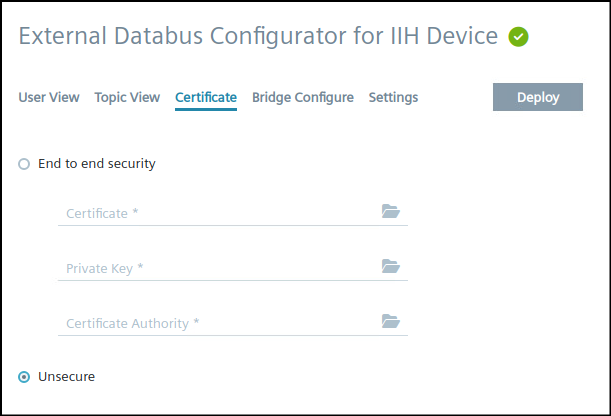 External Databus Configurator for IIH Device
User View Topic View Certificate Bridge Configure Settings Deploy
End to end security
Certificate *
Private Key *
Certificate Authority *
Unsecure